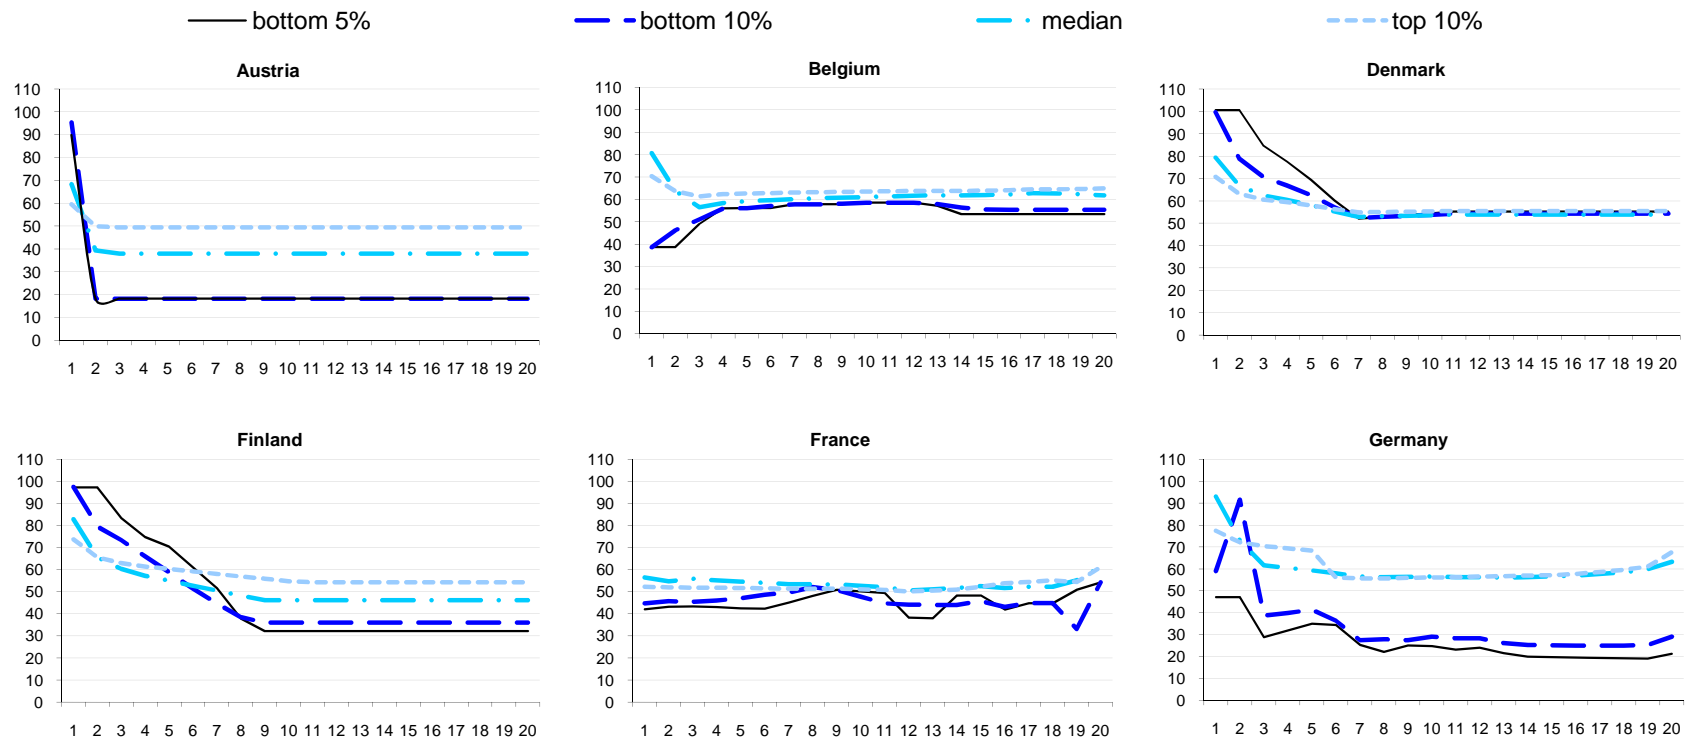 bottom 5% bottom 10% median top 10%
Austria Belgium Denmark
110 110 110
100 100 100
90 90 90
80 80 80
70 70 70
60 60 60
50 50 50
40 40 40
30 30 30
20 20 20
10 10 10
0 0 0
1 2 3 4 5 6 7 8 9 10 11 12 13 14 15 16 17 18 19 20 1 2 3 4 5 6 7 8 9 10 11 12 13 14 15 16 17 18 19 20 1 2 3 4 5 6 7 8 9 10 11 12 13 14 15 16 17 18 19 20
Finland France Germany
110 110 110
100 100 100
90 90 90
80 80 80
70 70 70
60 60 60
50 50 50
40 40 40
30 30 30
20 20 20
10 10 10
0 0 0
1 2 3 4 5 6 7 8 9 10 11 12 13 14 15 16 17 18 19 20 1 2 3 4 5 6 7 8 9 10 11 12 13 14 15 16 17 18 19 20 1 2 3 4 5 6 7 8 9 10 11 12 13 14 15 16 17 18 19 20